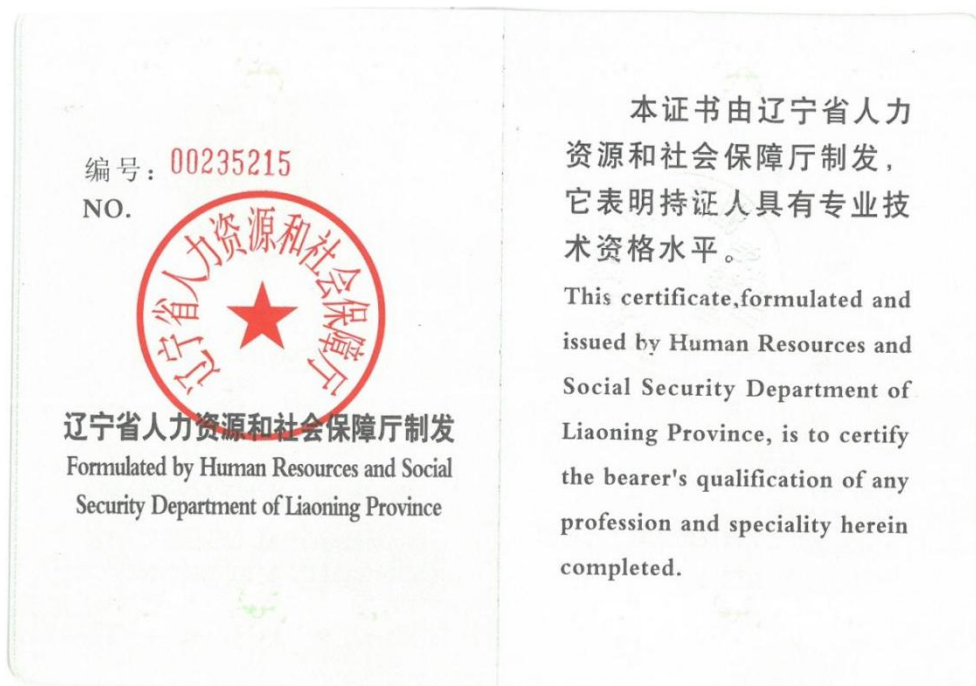 编号：00235215
NO.
辽宁省人力资源和社会保障厅
辽宁省人力资源和社会保障厅制发
Formulated by Human Resources and Social
Security Department of Liaoning Province
本证书由辽宁省人力
资源和社会保障厅制发，
它表明持证人具有专业技
术资格水平。
This certificate,formulated and
issued by Human Resources and
Social Security Department of
Liaoning Province, is to certify
the bearer's qualification of any
profession and speciality herein
completed.